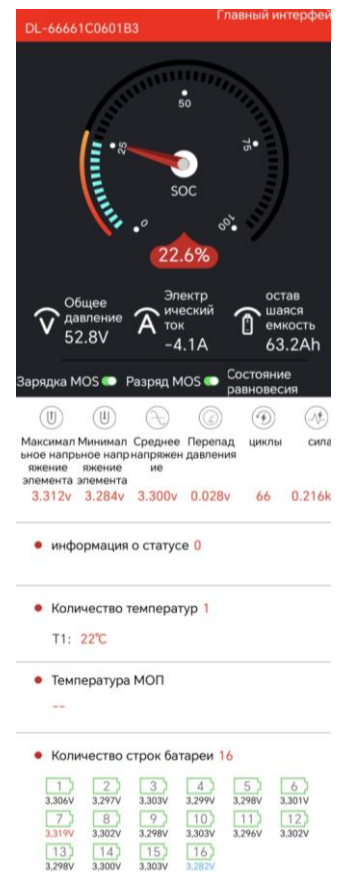 Главный интерфей
DL-66661C0601B3
50
25
75
SOC
0
100
22.6%
Общее
давление
52.8V
Электр
ический
ток
-4.1A
остав
шаяся
емкость
63.2Ah
Зарядка MOS
Разряд MOS
Состояние
равновесия
Максимал
ьное напр
яжение
элемента
3.312v
Минимал
ьное напр
яжение
элемента
3.284v
Среднее
напряжен
ие
3.300v
Перепад
давления
0.028v
циклы
66
сила
0.216k
информация о статусе 0
Количество температур 1
T1: 22℃
Температура МОП
--
Количество строк батареи 16
1 2 3 4 5 6
3,306V 3,297V 3,303V 3,299V 3,298V 3,301V
7 8 9 10 11 12
3,319V 3,302V 3,298V 3,303V 3,296V 3,302V
13 14 15 16
3,298V 3,300V 3,303V 3,282V